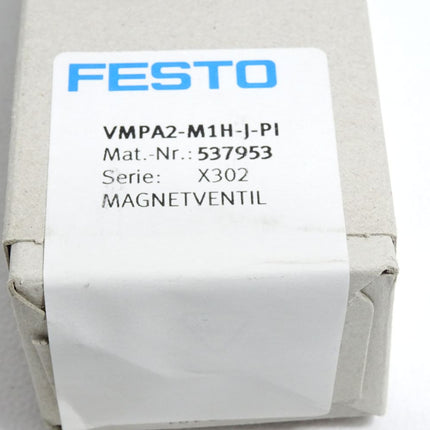 FESTO
VMPA2-M1H-J-PI
Mat.-Nr.: 537953
Serie: X302
MAGNETVENTIL